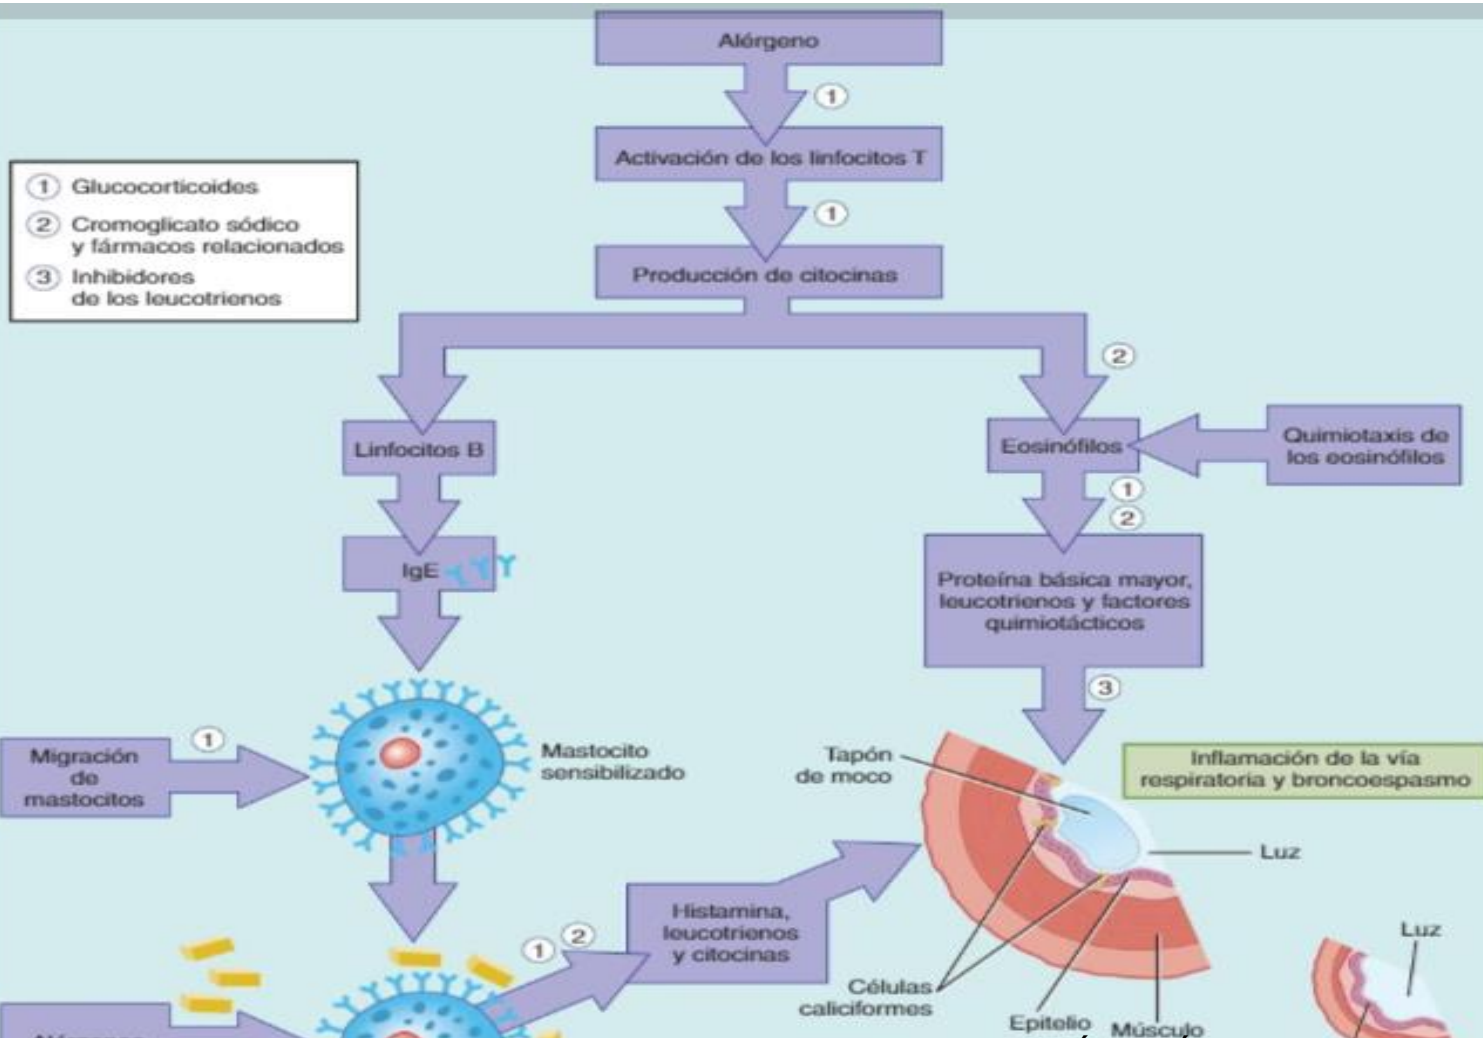 Alérgeno
1
Activación de los linfocitos T
1
Producción de citocinas
1 Glucocorticoides
2 Cromoglicato sódico
y fármacos relacionados
3 Inhibidores
de los leucotrienos
2
Linfocitos B
Eosinófilos
Quimiotaxis de
los eosinófilos
1
2
IgE
Proteína básica mayor,
leucotrienos y factores
quimiotácticos
3
Migración
de
mastocitos
1
Mastocito
sensibilizado
Tapón
de moco
Inflamación de la vía
respiratoria y broncoespasmo
Luz
1 2
Histamina,
leucotrienos
y citocinas
Células
caliciformes
Epitelio
Músculo
Luz